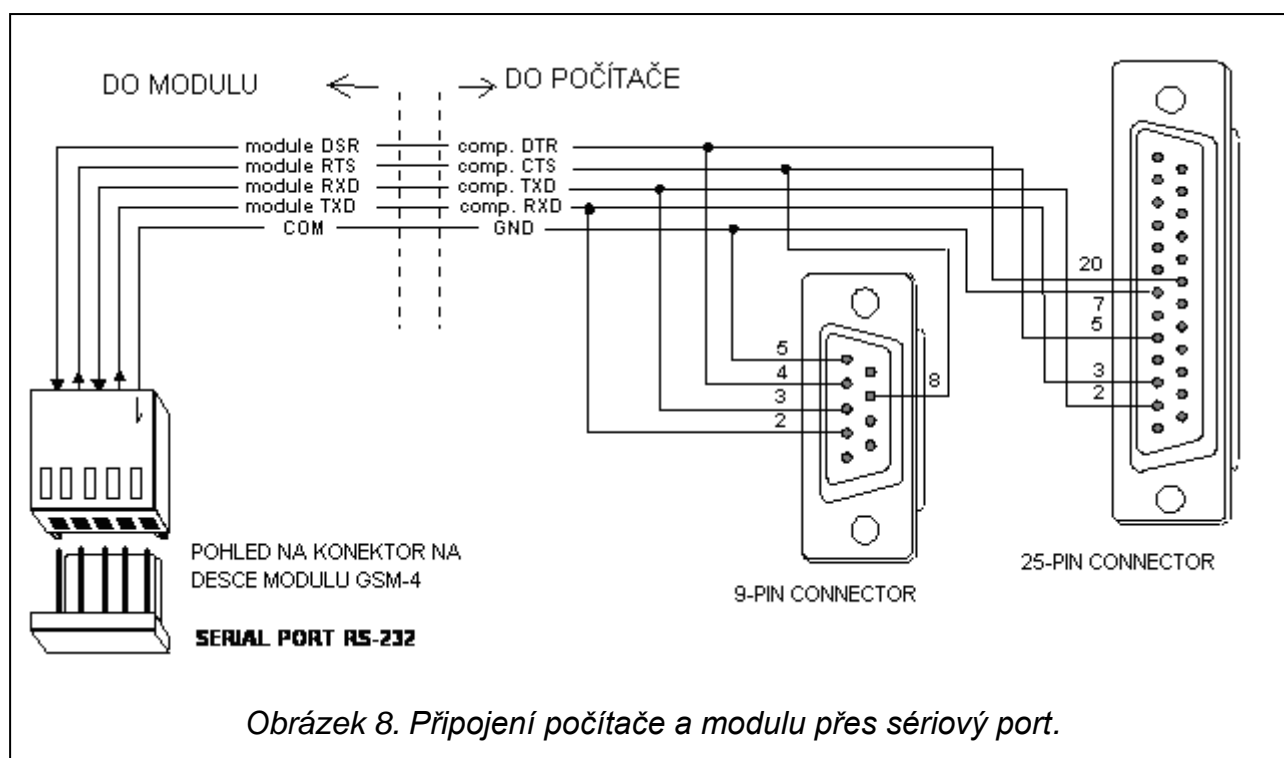 DO MODULU
DO POČÍTAČE
module DSR
comp. DTR
module RTS
comp. CTS
module RXD
comp. TXD
module TXD
comp. RXD
COM
GND
20
7
5
3
2
5
4
3
2
8
POHLED NA KONEKTOR NA
DESCE MODULU GSM-4
SERIAL PORT RS-232
9-PIN CONNECTOR
25-PIN CONNECTOR
Obrázek 8. Připojení počítače a modulu přes sériový port.